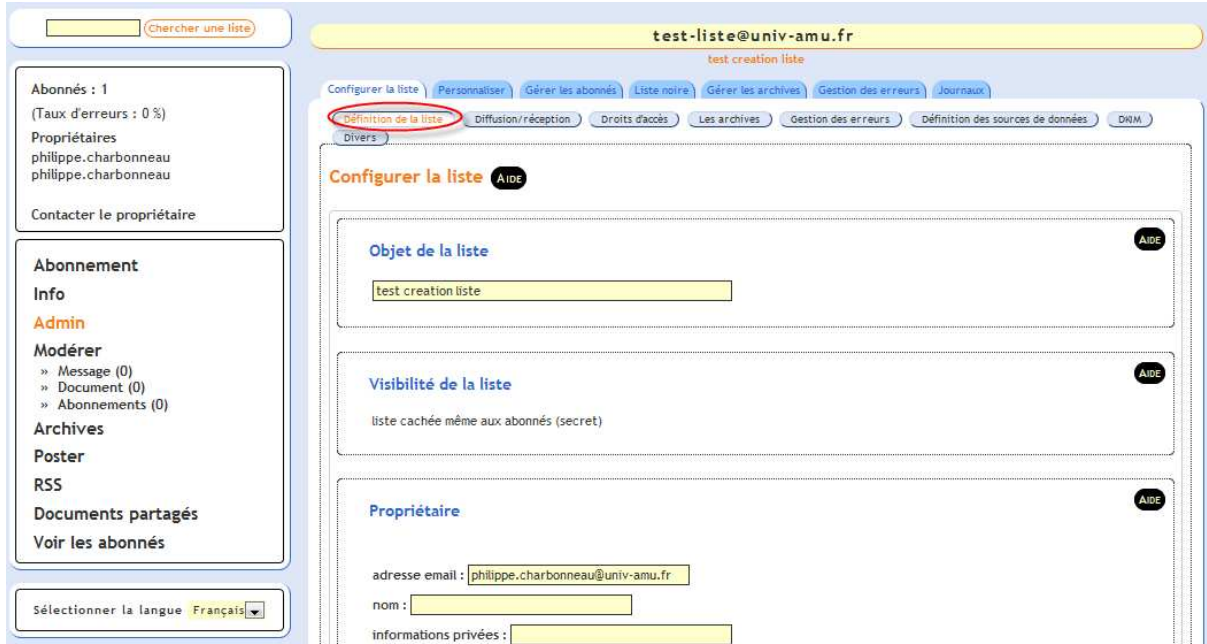 Chercher une liste
Abonnés : 1
(Taux d'erreurs : 0 %)
Propriétaires
philippe.charbonneau
philippe.charbonneau
Contacter le propriétaire
Abonnement
Info
Admin
Modérer
» Message (0)
» Document (0)
» Abonnements (0)
Archives
Poster
RSS
Documents partagés
Voir les abonnés
Sélectionner la langue Français
test-liste@univ-amu.fr
test creation liste
Configurer la liste Personnaliser Gérer les abonnés Liste noire Gérer les archives Gestion des erreurs Journaux
Définition de la liste Diffusion/réception Droits d'accès Les archives Gestion des erreurs Définition des sources de données DKIM
Divers
Configurer la liste AIDE
Objet de la liste AIDE
test creation liste
Visibilité de la liste AIDE
liste cachée même aux abonnés (secret)
Propriétaire AIDE
adresse email : philippe.charbonneau@univ-amu.fr
nom :
informations privées :